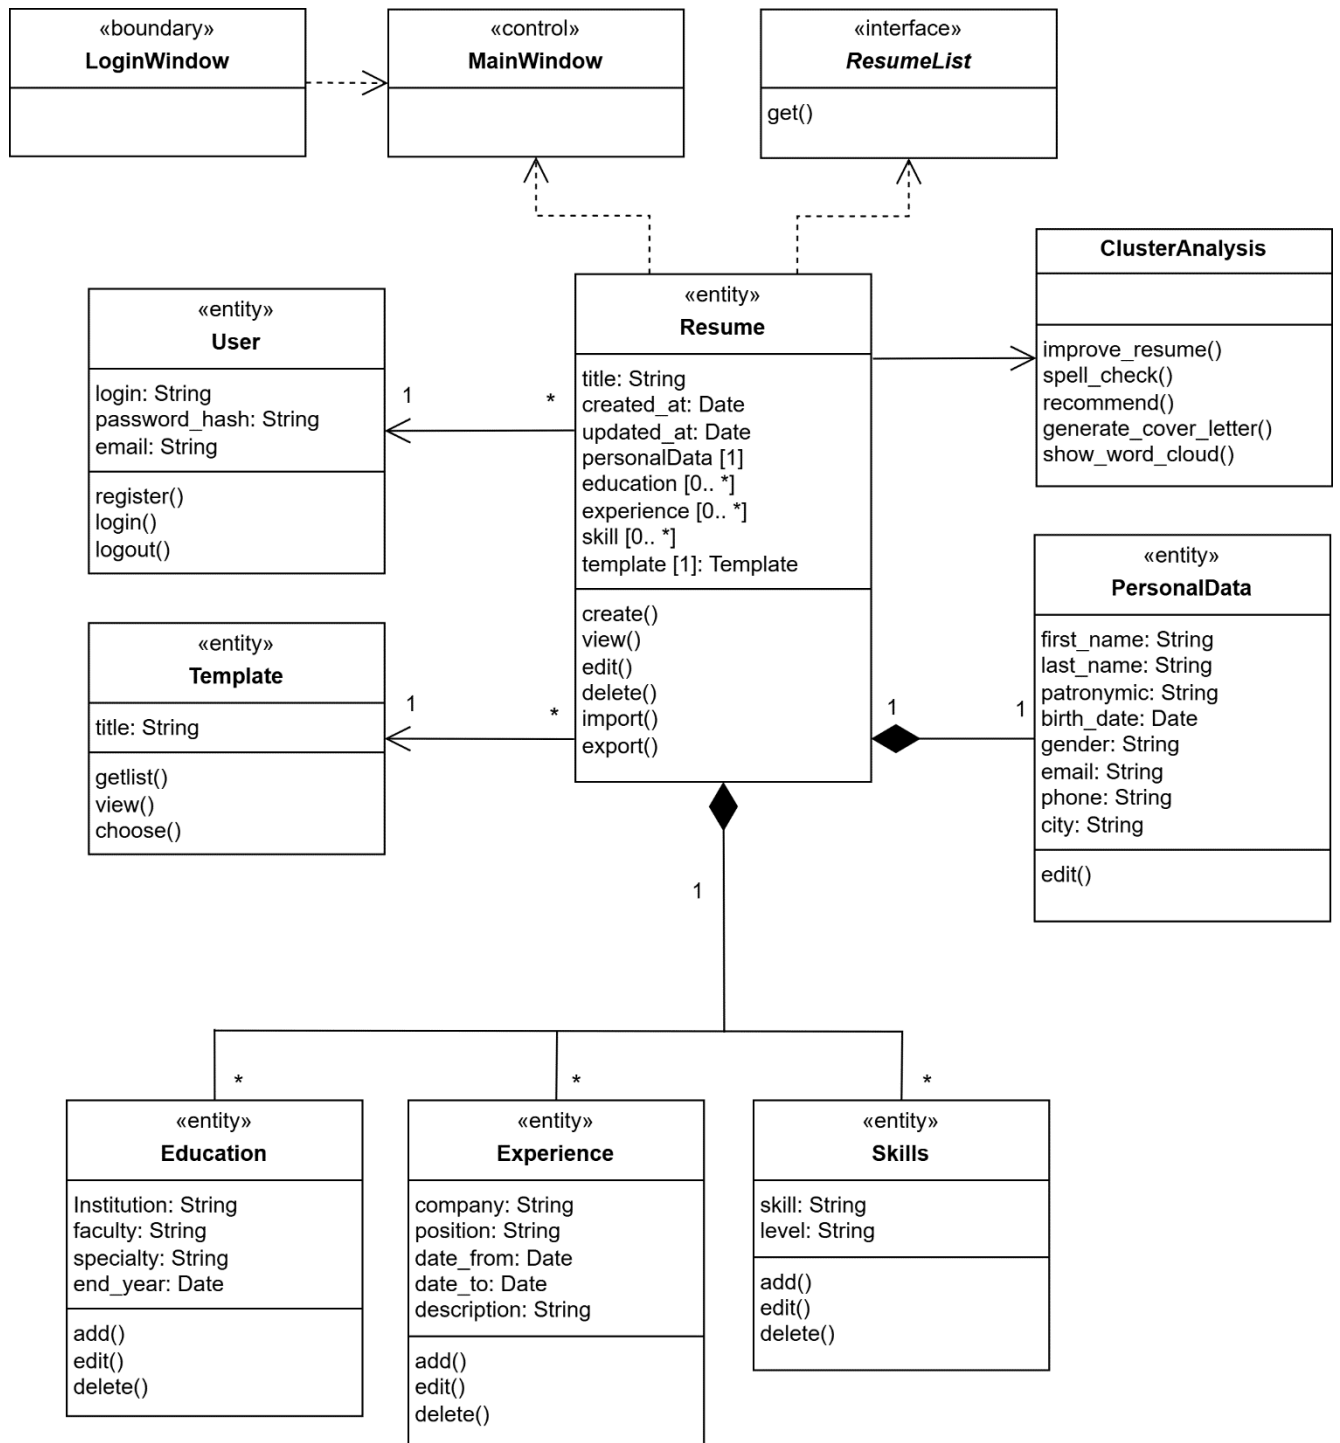 «boundary»
LoginWindow
«control»
MainWindow
«interface»
ResumeList
get()
«entity»
User
login: String
password_hash: String
email: String
register()
login()
logout()
1
*
«entity»
Resume
title: String
created_at: Date
updated_at: Date
personalData [1]
education [0.. *]
experience [0.. *]
skill [0.. *]
template [1]: Template
create()
view()
edit()
delete()
import()
export()
ClusterAnalysis
improve_resume()
spell_check()
recommend()
generate_cover_letter()
show_word_cloud()
«entity»
Template
title: String
getlist()
view()
choose()
1
*
1
1
«entity»
PersonalData
first_name: String
last_name: String
patronymic: String
birth_date: Date
gender: String
email: String
phone: String
city: String
edit()
1
*
*
*
«entity»
Education
Institution: String
faculty: String
specialty: String
end_year: Date
add()
edit()
delete()
«entity»
Experience
company: String
position: String
date_from: Date
date_to: Date
description: String
add()
edit()
delete()
«entity»
Skills
skill: String
level: String
add()
edit()
delete()